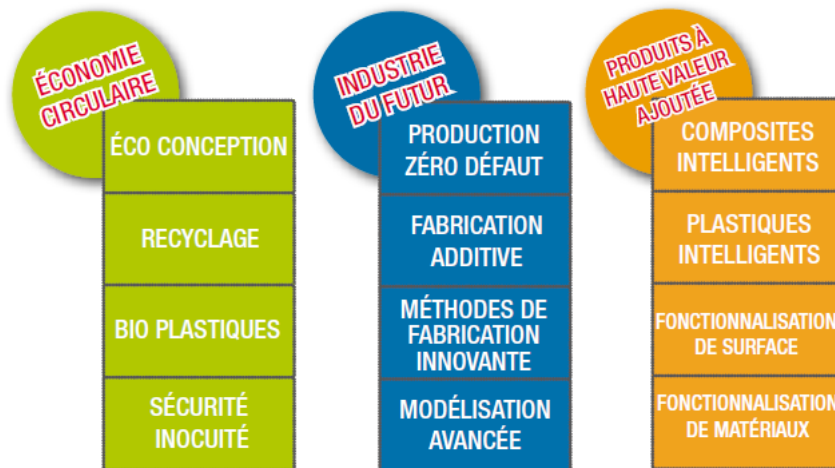 ÉCONOMIE
CIRCULAIRE
ÉCO CONCEPTION
RECYCLAGE
BIO PLASTIQUES
SÉCURITÉ
INOCUITÉ
INDUSTRIE
DU FUTUR
PRODUCTION
ZÉRO DÉFAUT
FABRICATION
ADDITIVE
MÉTHODES DE
FABRICATION
INNOVANTE
MODÉLISATION
AVANCÉE
PRODUITS À
HAUTE VALEUR
AJOUTÉE
COMPOSITES
INTELLIGENTS
PLASTIQUES
INTELLIGENTS
FONCTIONNALISATION
DE SURFACE
FONCTIONNALISATION
DE MATÉRIAUX